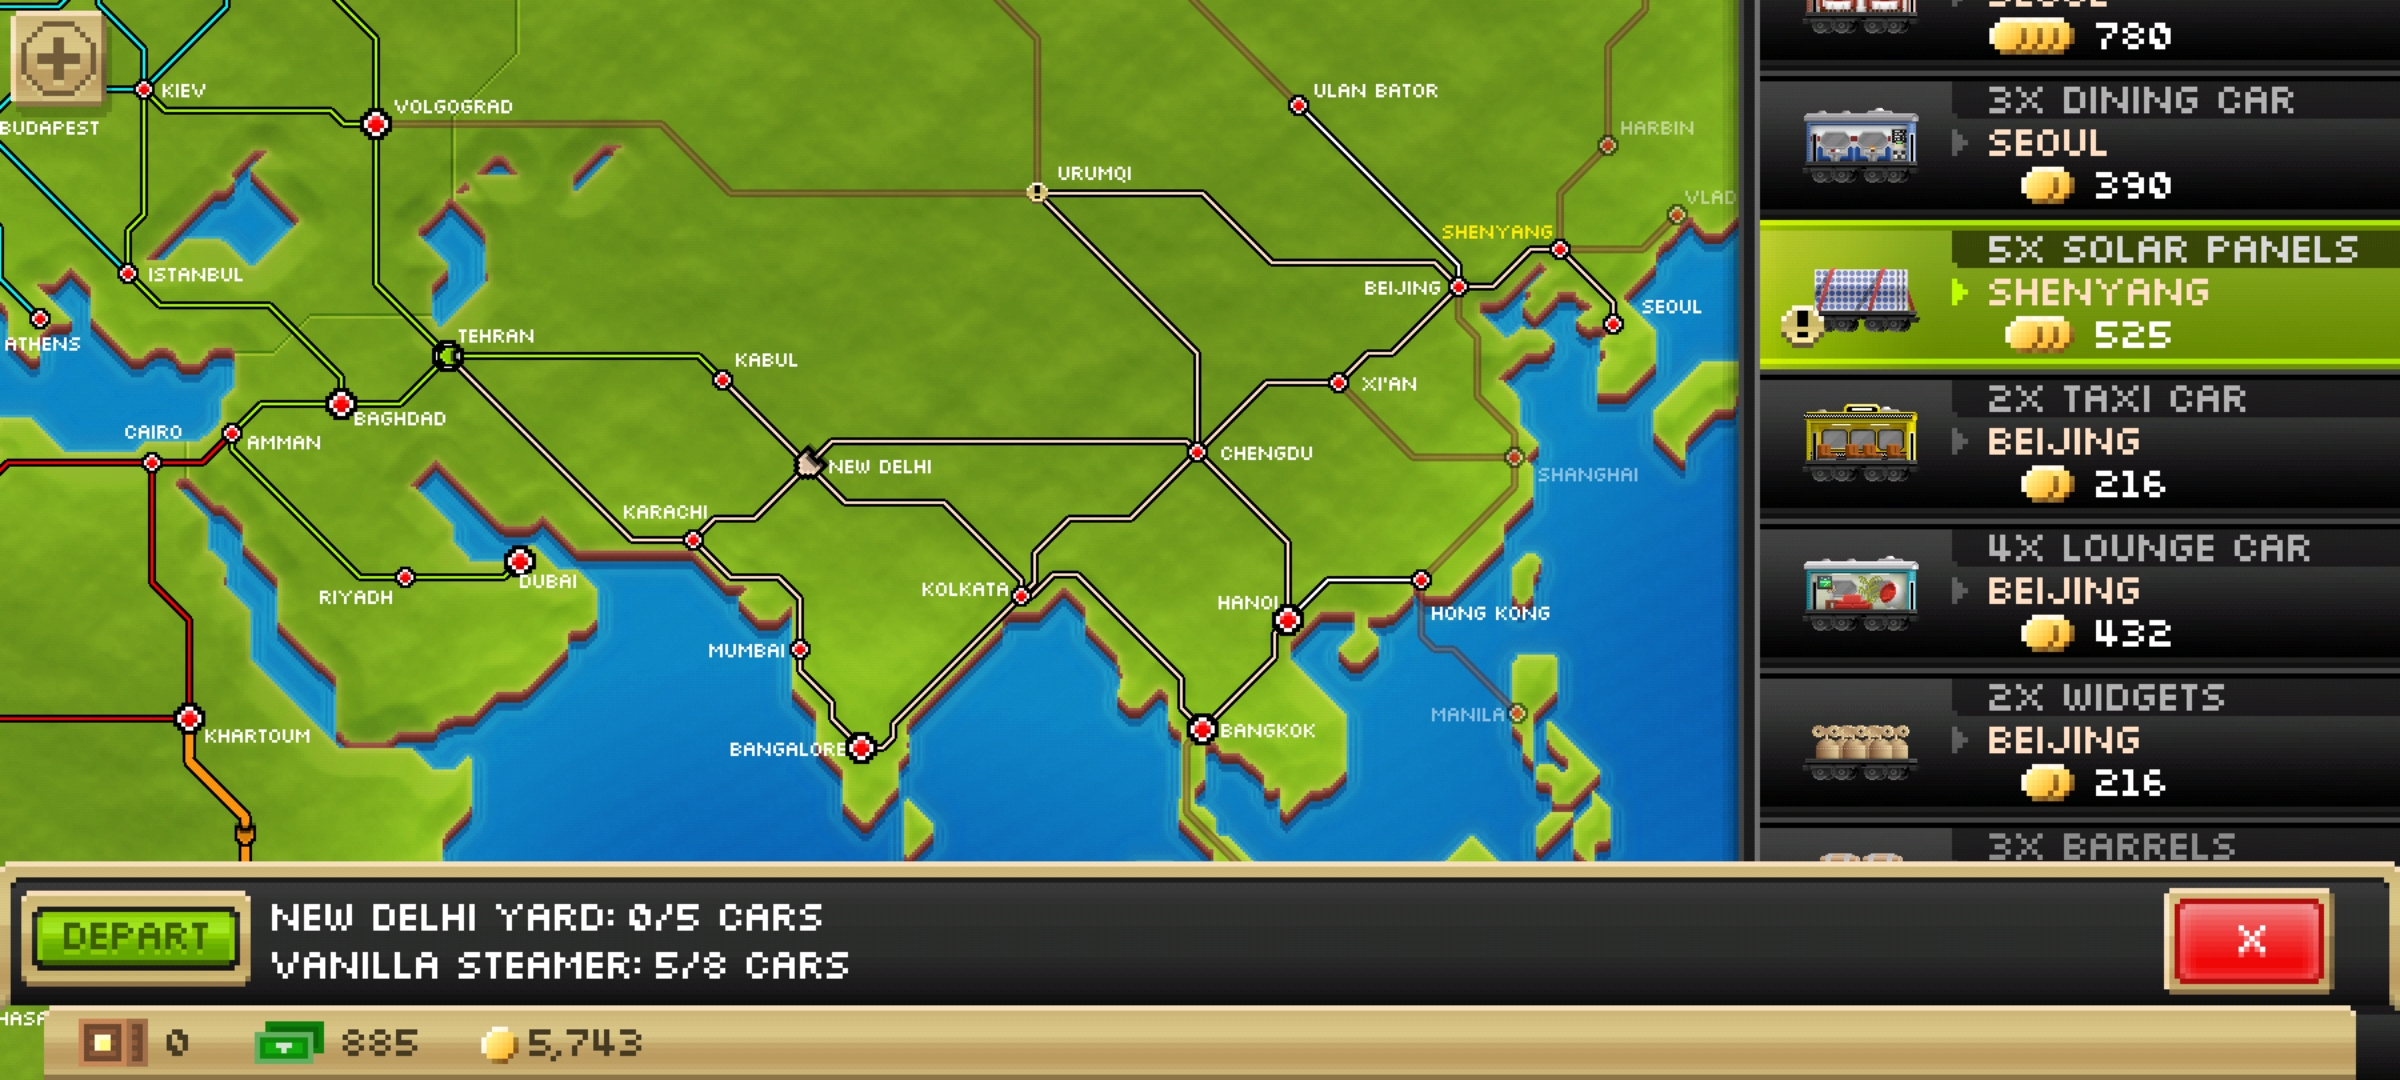 KIEV
BUDAPEST
VOLGOGRAD
ULAN BATOR
HARBIN
URUMQI
VLAD
SHENYANG
ISTANBUL
BEIJING
SEOUL
ATHENS
TEHRAN
KABUL
XI'AN
BAGHDAD
CAIRO
AMMAN
NEW DELHI
CHENGDU
SHANGHAI
KARACHI
RIYADH
DUBAI
KOLKATA
HANOI
HONG KONG
MUMBAI
MANILA
KHARTOUM
BANGALORE
BANGKOK
SEOUL
780
3X DINING CAR
SEOUL
390
5X SOLAR PANELS
SHENYANG
525
2X TAXI CAR
BEIJING
216
4X LOUNGE CAR
BEIJING
432
2X WIDGETS
BEIJING
216
3X BARRELS
DEPART
NEW DELHI YARD: 0/5 CARS
VANILLA STEAMER: 5/8 CARS
X
0
885
5,743